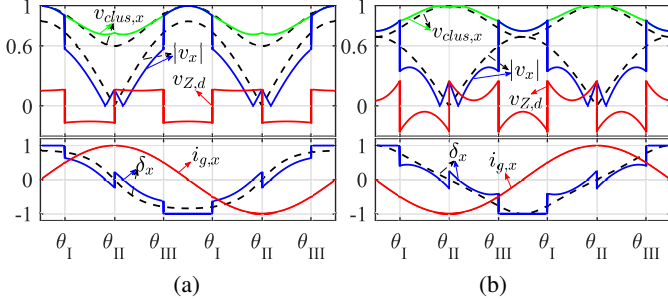 1
0.6
0
v_{clus,x}
|v_x|
v_{Z,d}
v_{clus,x}
|v_x|
v_{Z,d}
1
0
-1
δ_x
i_{g,x}
δ_x
i_{g,x}
θ_I θ_II θ_III θ_I θ_II θ_III
θ_I θ_II θ_III θ_I θ_II θ_III
(a)
(b)
1
0.6
0
1
0
-1